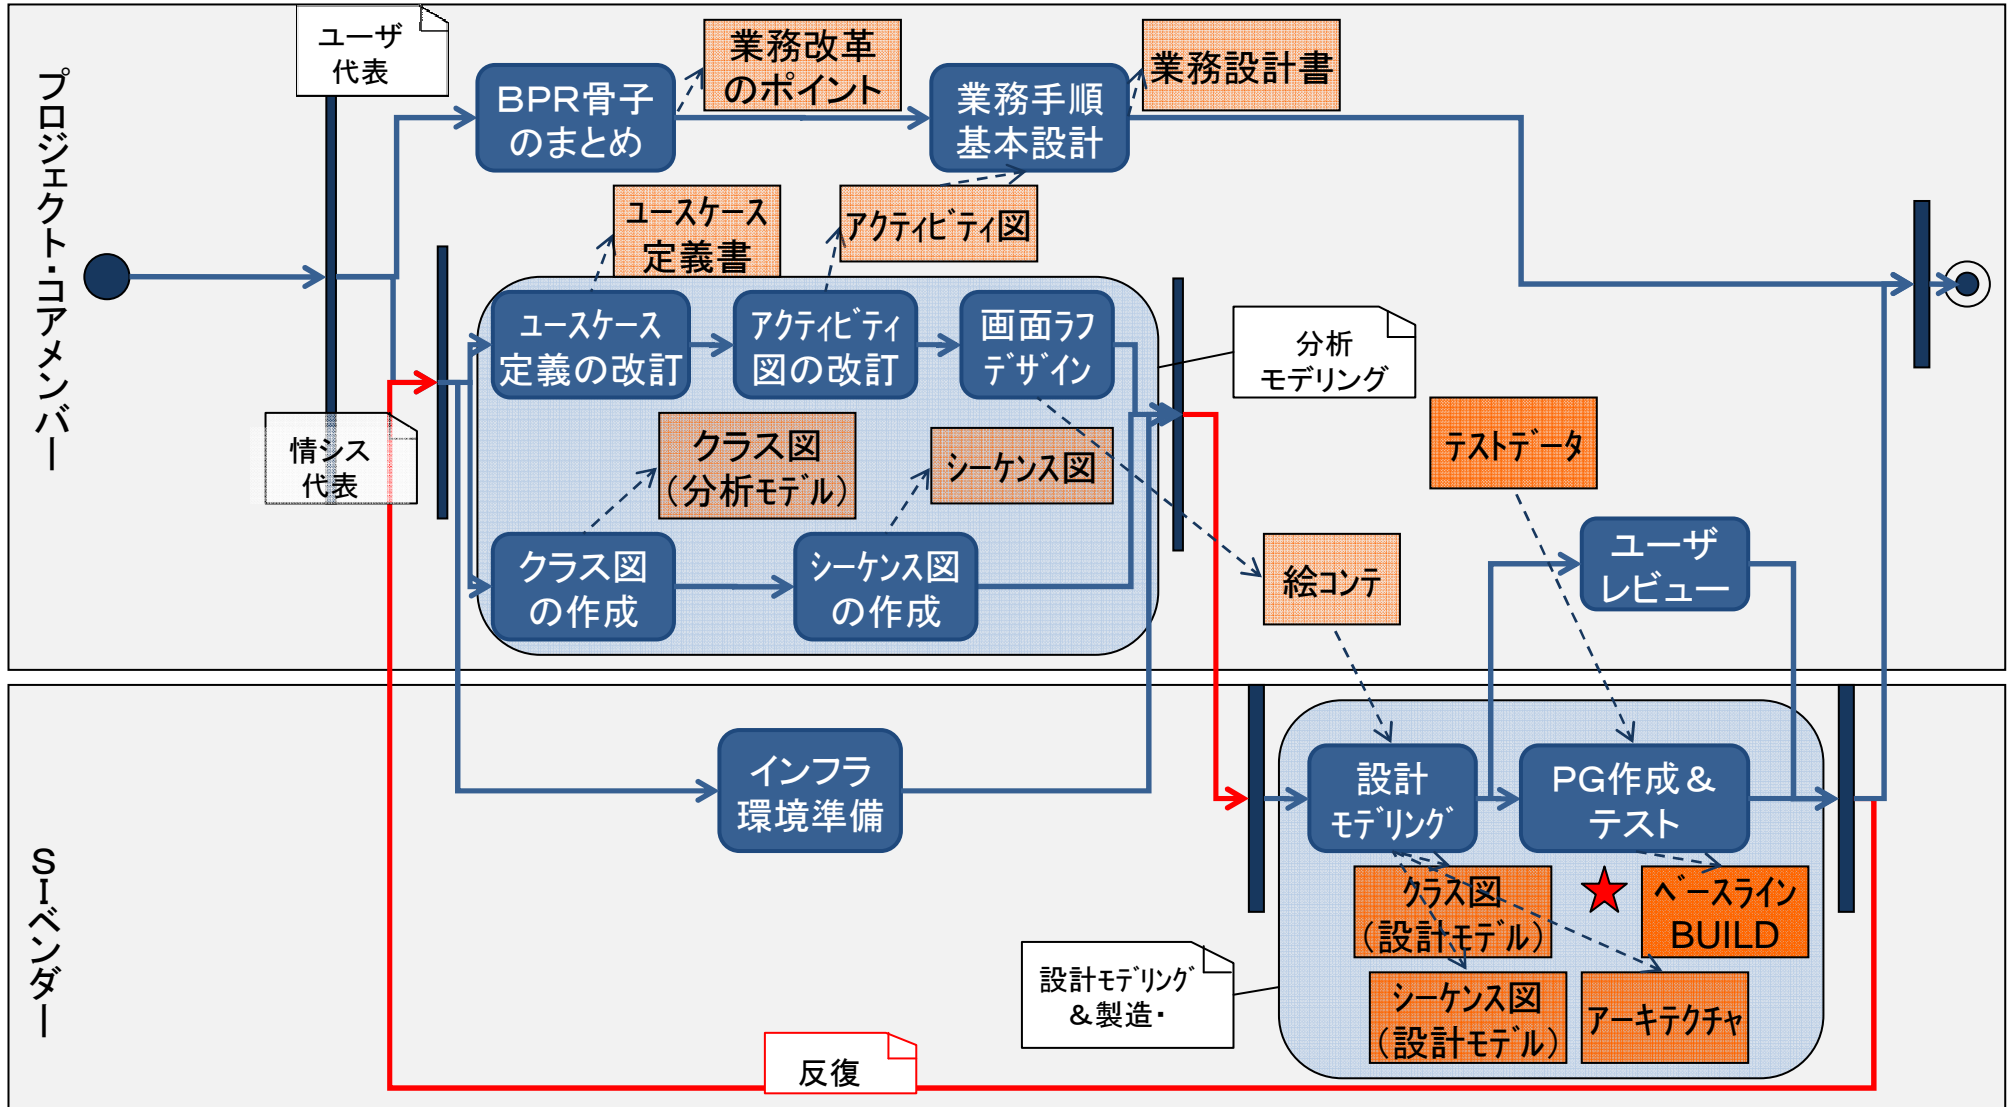 プロジェクト・コアメンバー
ユーザ
代表
BPR骨子
のまとめ
業務改革
のポイント
業務手順
基本設計
業務設計書
ユースケース
定義書
アクティビティ図
ユースケース
定義の改訂
アクティビティ
図の改訂
画面ラフ
デザイン
分析
モデリング
情シス
代表
クラス図
(分析モデル)
シーケンス図
テストデータ
クラス図
の作成
シーケンス図
の作成
絵コンテ
ユーザ
レビュー
SIベンダー
インフラ
環境準備
設計
モデリング
PG作成&
テスト
クラス図
(設計モデル)
ベースライン
BUILD
設計モデリング
&製造・
シーケンス図
(設計モデル)
アーキテクチャ
反復